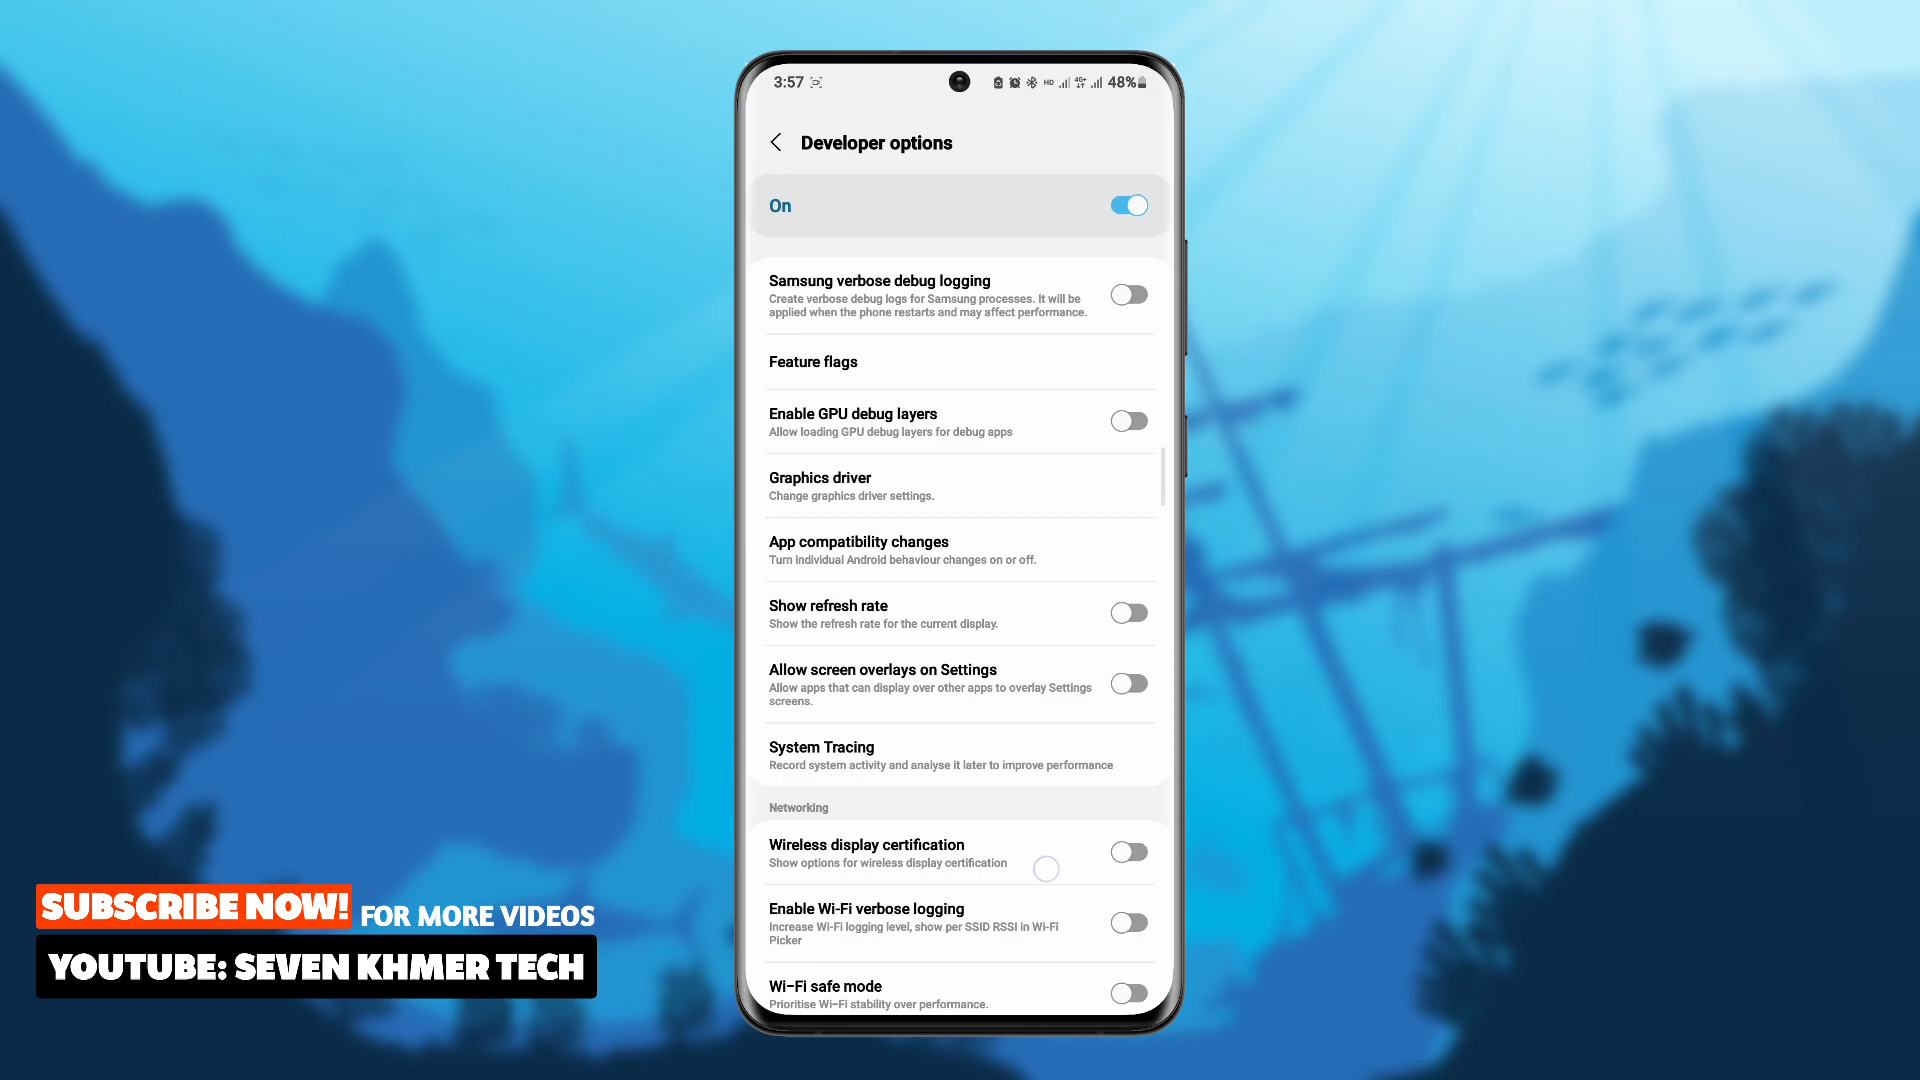 3:57
HD
4G+
48%
Developer options
On
Samsung verbose debug logging
Create verbose debug logs for Samsung processes. It will be
applied when the phone restarts and may affect performance.
Feature flags
Enable GPU debug layers
Allow loading GPU debug layers for debug apps
Graphics driver
Change graphics driver settings.
App compatibility changes
Turn individual Android behaviour changes on or off.
Show refresh rate
Show the refresh rate for the current display.
Allow screen overlays on Settings
Allow apps that can display over other apps to overlay Settings
screens.
System Tracing
Record system activity and analyse it later to improve performance
Networking
Wireless display certification
Show options for wireless display certification
Enable Wi-Fi verbose logging
Increase Wi-Fi logging level, show per SSID RSSI in Wi-Fi
Picker
Wi-Fi safe mode
Prioritise Wi-Fi stability over performance.
SUBSCRIBE NOW! FOR MORE VIDEOS
YOUTUBE: SEVEN KHMER TECH